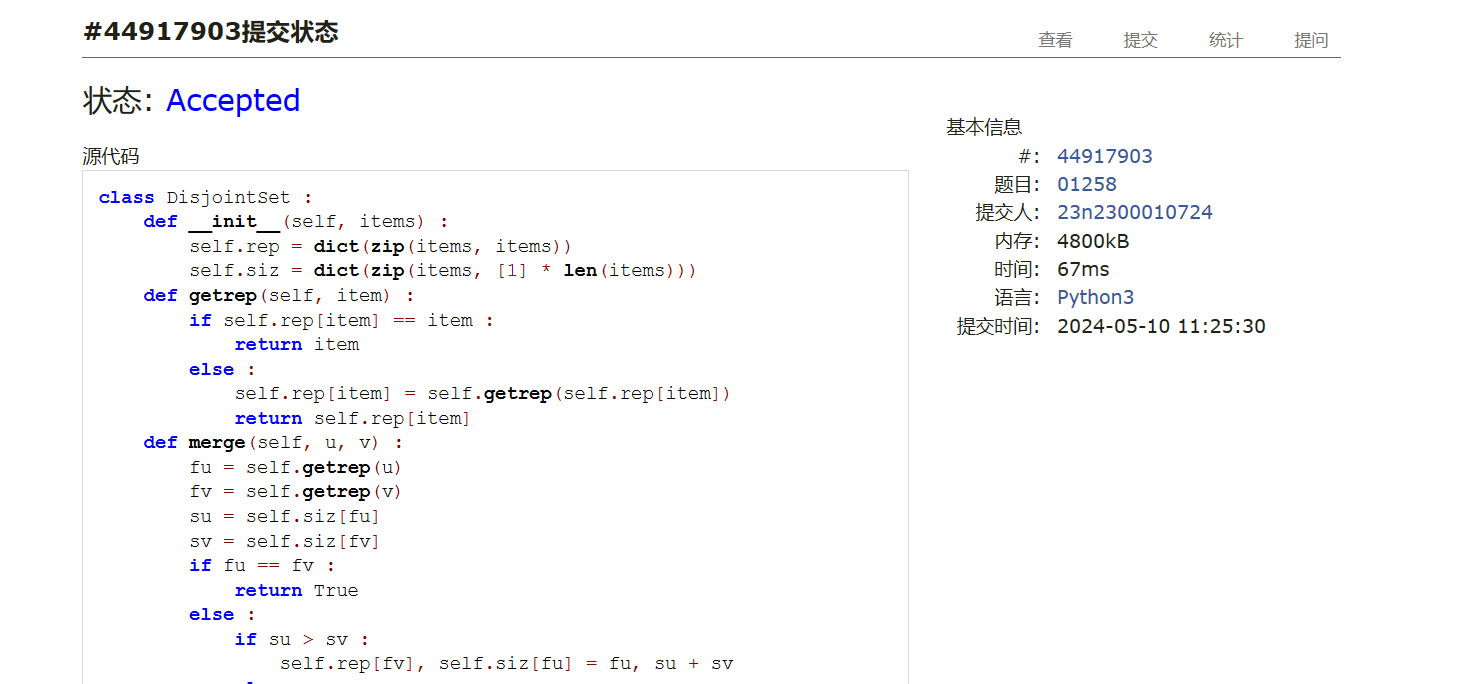 #44917903提交状态
查看 提交 统计 提问
状态: Accepted
源代码
class DisjointSet :
    def __init__(self, items) :
        self.rep = dict(zip(items, items))
        self.siz = dict(zip(items, [1] * len(items)))
    def getrep(self, item) :
        if self.rep[item] == item :
            return item
        else :
            self.rep[item] = self.getrep(self.rep[item])
            return self.rep[item]
    def merge(self, u, v) :
        fu = self.getrep(u)
        fv = self.getrep(v)
        su = self.siz[fu]
        sv = self.siz[fv]
        if fu == fv :
            return True
        else :
            if su > sv :
                self.rep[fv], self.siz[fu] = fu, su + sv
基本信息
#: 44917903
题目: 01258
提交人: 23n2300010724
内存: 4800kB
时间: 67ms
语言: Python3
提交时间: 2024-05-10 11:25:30